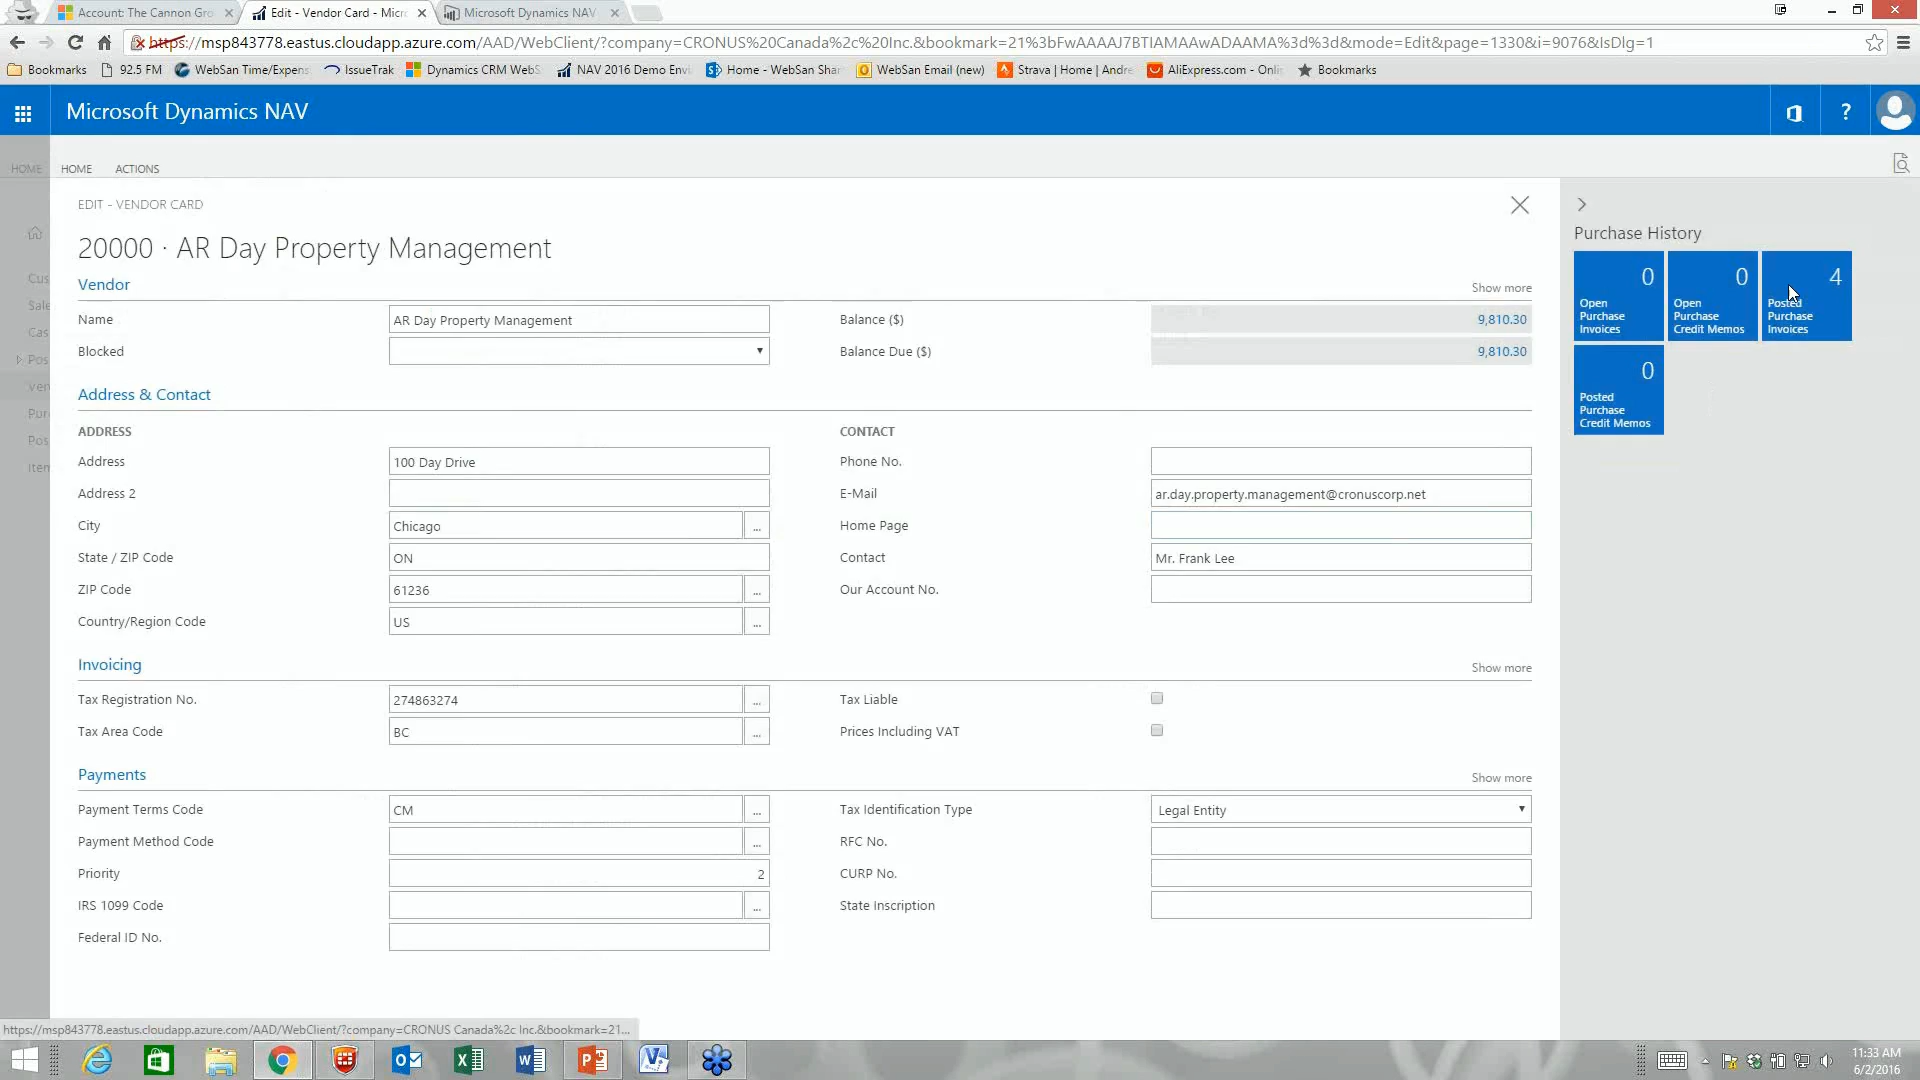 Account: The Cannon Gro
Edit - Vendor Card - Micr
Microsoft Dynamics NAV
https://msp843778.eastus.cloudapp.azure.com/AAD/WebClient/?company=CRONUS%20Canada%2c%20Inc.&bookmark=21%3bFwAAAAJ7BTIAMAAwADAAMA%3d%3d&mode=Edit&page=1330&i=9076&IsDlg=1
Bookmarks
92.5 FM
WebSan Time/Expens
IssueTrak
Dynamics CRM WebS
NAV 2016 Demo Envi
Home - WebSan Shar
WebSan Email (new)
Strava | Home | Andre
AliExpress.com - Onli
Bookmarks
Microsoft Dynamics NAV
?
HOME
HOME
ACTIONS
EDIT - VENDOR CARD
20000 · AR Day Property Management
Vendor
Show more
Name
AR Day Property Management
Balance ($)
9,810.30
Blocked
Balance Due ($)
9,810.30
Address & Contact
ADDRESS
CONTACT
Address
100 Day Drive
Phone No.
Address 2
E-Mail
ar.day.property.management@cronuscorp.net
City
Chicago
...
Home Page
State / ZIP Code
ON
Contact
Mr. Frank Lee
ZIP Code
61236
...
Our Account No.
Country/Region Code
US
...
Invoicing
Show more
Tax Registration No.
274863274
...
Tax Liable
Tax Area Code
BC
...
Prices Including VAT
Payments
Show more
Payment Terms Code
CM
...
Tax Identification Type
Legal Entity
Payment Method Code
...
RFC No.
Priority
2
CURP No.
IRS 1099 Code
...
State Inscription
Federal ID No.
Purchase History
0
Open
Purchase
Invoices
0
Open
Purchase
Credit Memos
4
Posted
Purchase
Invoices
0
Posted
Purchase
Credit Memos
Cus
Sale
Cas
Pos
Ven
Pur
Pos
Item
https://msp843778.eastus.cloudapp.azure.com/AAD/WebClient/?company=CRONUS Canada%2c Inc.&bookmark=21...
11:33 AM
6/2/2016